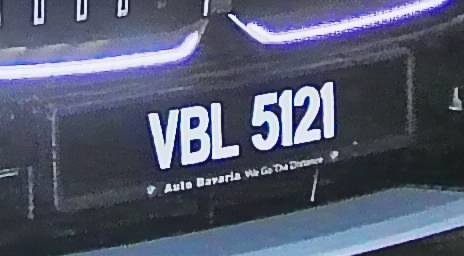 VBL 5121
Auto Bavaria We Go The Distance